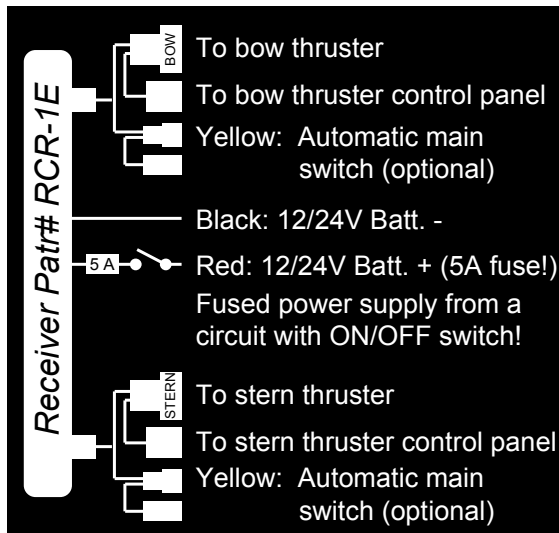 Receiver Patr# RCR-1E
BOW
To bow thruster
To bow thruster control panel
Yellow: Automatic main
switch (optional)
Black: 12/24V Batt. -
5 A
Red: 12/24V Batt. + (5A fuse!)
Fused power supply from a
circuit with ON/OFF switch!
STERN
To stern thruster
To stern thruster control panel
Yellow: Automatic main
switch (optional)